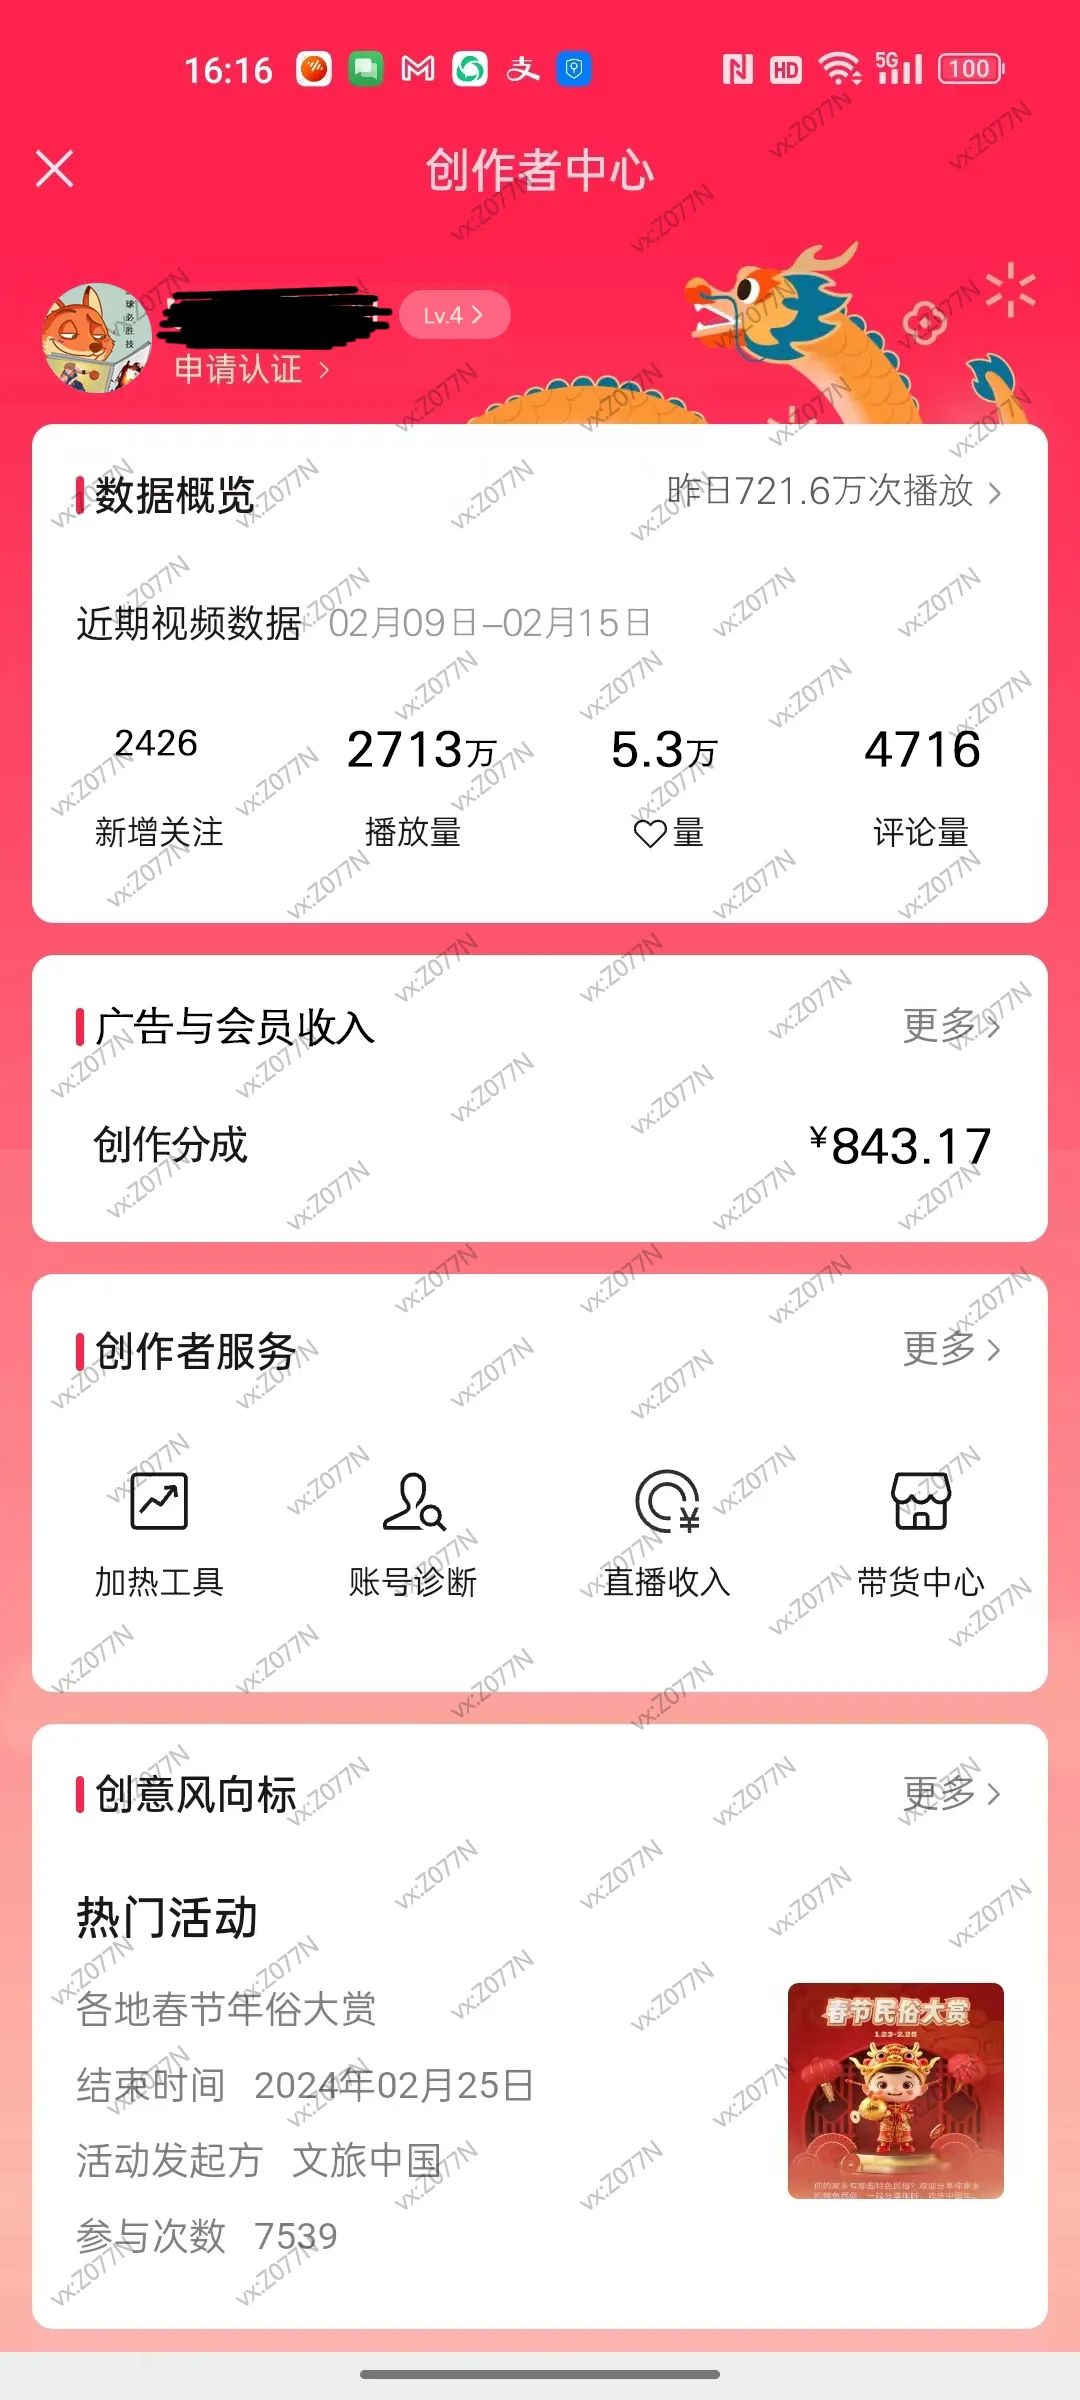 16:16
支
HD
5G
100
创作者中心
球必胜技
Lv.4
申请认证
数据概览
昨日721.6万次播放
近期视频数据 02月09日–02月15日
2426
2713万
5.3万
4716
新增关注
播放量
量
评论量
广告与会员收入
更多
创作分成
¥843.17
创作者服务
更多
加热工具
账号诊断
直播收入
带货中心
创意风向标
更多
热门活动
各地春节年俗大赏
结束时间 2024年02月25日
活动发起方 文旅中国
参与次数 7539
春节民俗大赏
1.23-2.25
vx:Z077N